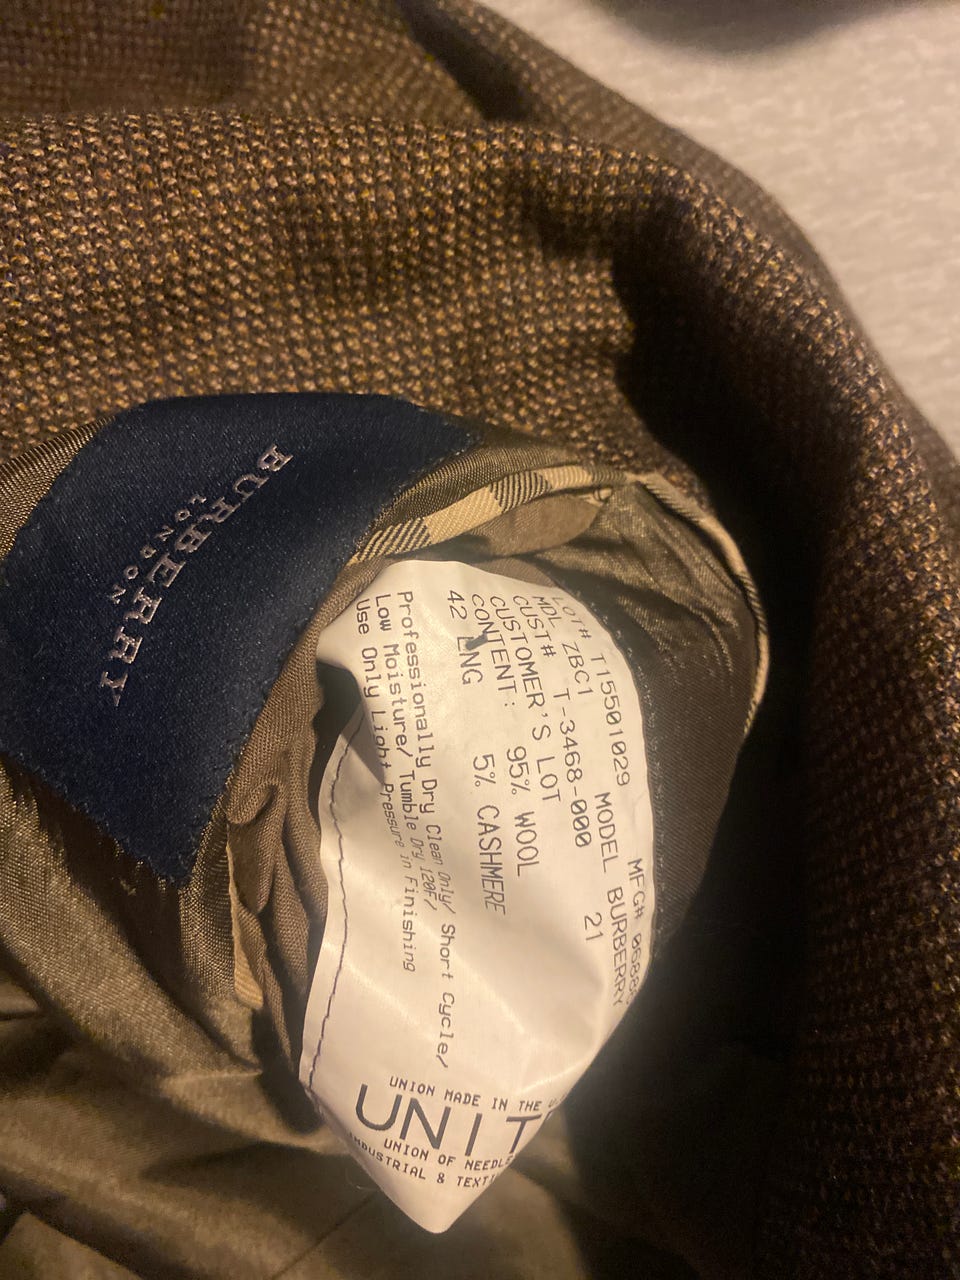 BURBERRY
LONDON
MFG#
LOT# T15501029 MODEL BURBERRY
MDL ZBC1 21
CUST# T-3468-000
CUSTOMER'S LOT
CONTENT: 95% WOOL
5% CASHMERE
42 LNG
Professionally Dry Clean Only/ Short Cycle/
Low Moisture/ Tumble Dry 120F/
Use Only Light Pressure in Finishing
UNION MADE IN THE
UNIT
UNION OF NEEDLE
INDUSTRIAL & TEXTI